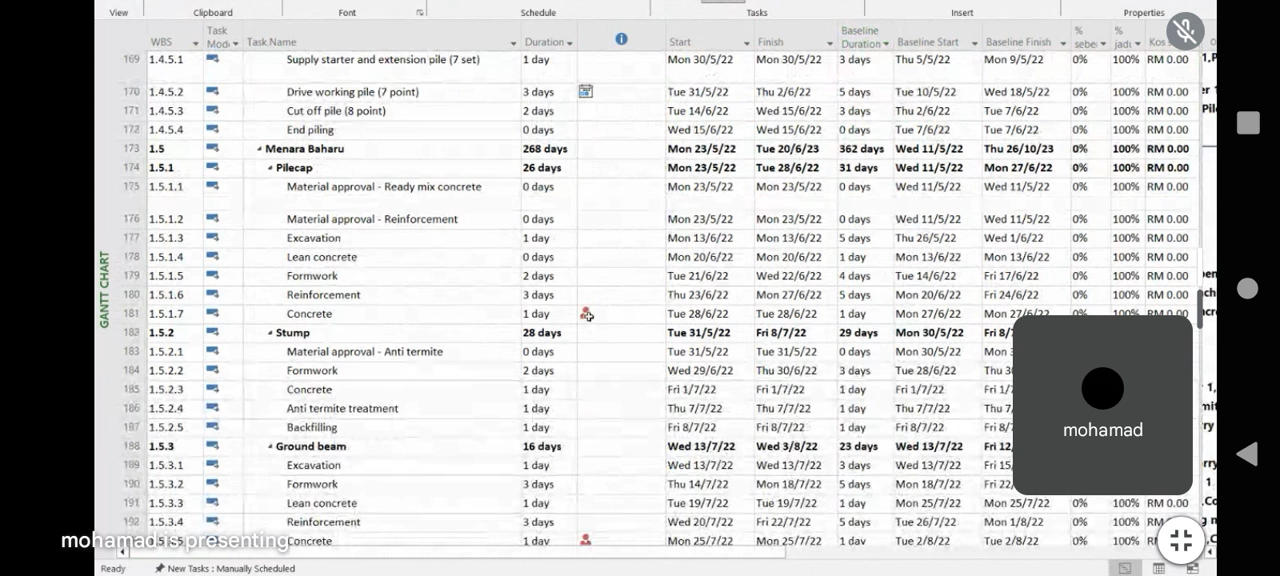 View Clipboard Font Schedule Tasks Insert Properties
WBS Task Mode Task Name Duration Start Finish Baseline Duration Baseline Start Baseline Finish % sebe % jadi Kos
169 1.4.5.1 Supply starter and extension pile (7 set) 1 day Mon 30/5/22 Mon 30/5/22 3 days Thu 5/5/22 Mon 9/5/22 0% 100% RM 0.00
170 1.4.5.2 Drive working pile (7 point) 3 days Tue 31/5/22 Thu 2/6/22 5 days Tue 10/5/22 Wed 18/5/22 0% 100% RM 0.00
171 1.4.5.3 Cut off pile (8 point) 2 days Tue 14/6/22 Wed 15/6/22 3 days Thu 2/6/22 Tue 7/6/22 0% 100% RM 0.00
172 1.4.5.4 End piling 0 days Wed 15/6/22 Wed 15/6/22 0 days Tue 7/6/22 Tue 7/6/22 0% 100% RM 0.00
173 1.5 Menara Baharu 268 days Mon 23/5/22 Tue 20/6/23 362 days Wed 11/5/22 Thu 26/10/23 0% 100% RM 0.00
174 1.5.1 Pilecap 26 days Mon 23/5/22 Tue 28/6/22 31 days Wed 11/5/22 Mon 27/6/22 0% 100% RM 0.00
175 1.5.1.1 Material approval - Ready mix concrete 0 days Mon 23/5/22 Mon 23/5/22 0 days Wed 11/5/22 Wed 11/5/22 0% 100% RM 0.00
176 1.5.1.2 Material approval - Reinforcement 0 days Mon 23/5/22 Mon 23/5/22 0 days Wed 11/5/22 Wed 11/5/22 0% 100% RM 0.00
177 1.5.1.3 Excavation 1 day Mon 13/6/22 Mon 13/6/22 5 days Thu 26/5/22 Wed 1/6/22 0% 100% RM 0.00
178 1.5.1.4 Lean concrete 0 days Mon 20/6/22 Mon 20/6/22 1 day Mon 13/6/22 Mon 13/6/22 0% 100% RM 0.00
179 1.5.1.5 Formwork 2 days Tue 21/6/22 Wed 22/6/22 4 days Tue 14/6/22 Fri 17/6/22 0% 100% RM 0.00
180 1.5.1.6 Reinforcement 3 days Thu 23/6/22 Mon 27/6/22 5 days Mon 20/6/22 Fri 24/6/22 0% 100% RM 0.00
181 1.5.1.7 Concrete 1 day Tue 28/6/22 Tue 28/6/22 1 day Mon 27/6/22 Mon 27/6/22 0% 100% RM 0.00
182 1.5.2 Stump 28 days Tue 31/5/22 Fri 8/7/22 29 days Mon 30/5/22 Fri 8/
183 1.5.2.1 Material approval - Anti termite 0 days Tue 31/5/22 Tue 31/5/22 0 days Mon 30/5/22 Mon
184 1.5.2.2 Formwork 2 days Wed 29/6/22 Thu 30/6/22 3 days Tue 28/6/22 Thu 3
185 1.5.2.3 Concrete 1 day Fri 1/7/22 Fri 1/7/22 1 day Fri 1/7/22 Fri 1/
186 1.5.2.4 Anti termite treatment 1 day Thu 7/7/22 Thu 7/7/22 1 day Thu 7/7/22 Thu 7
187 1.5.2.5 Backfilling 1 day Fri 8/7/22 Fri 8/7/22 1 day Fri 8/7/22 Fri 8/
188 1.5.3 Ground beam 16 days Wed 13/7/22 Wed 3/8/22 23 days Wed 13/7/22 Fri 12
189 1.5.3.1 Excavation 1 day Wed 13/7/22 Wed 13/7/22 3 days Wed 13/7/22 Fri 15
190 1.5.3.2 Formwork 3 days Thu 14/7/22 Mon 18/7/22 5 days Mon 18/7/22 Fri 22
191 1.5.3.3 Lean concrete 1 day Tue 19/7/22 Tue 19/7/22 1 day Mon 25/7/22 Mon 25/7/22 0% 100% RM 0.00
192 1.5.3.4 Reinforcement 3 days Wed 20/7/22 Fri 22/7/22 5 days Tue 26/7/22 Mon 1/8/22 0% 100% RM 0.00
Concrete 1 day Mon 25/7/22 Mon 25/7/22 1 day Tue 2/8/22 Tue 2/8/22 0% 100%
GANTT CHART
mohamad
mohamad is presenting
Ready New Tasks : Manually Scheduled